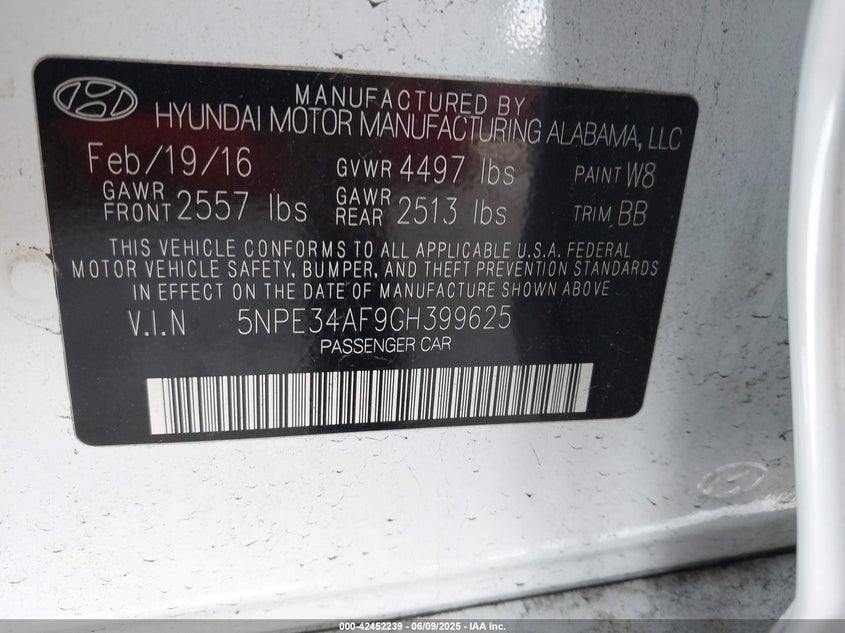 MANUFACTURED BY
HYUNDAI MOTOR MANUFACTURING ALABAMA, LLC
Feb/19/16 GVWR 4497 lbs PAINT W8
GAWR FRONT 2557 lbs GAWR REAR 2513 lbs TRIM BB
THIS VEHICLE CONFORMS TO ALL APPLICABLE U.S.A. FEDERAL
MOTOR VEHICLE SAFETY, BUMPER, AND THEFT PREVENTION STANDARDS
IN EFFECT ON THE DATE OF MANUFACTURE SHOWN ABOVE
V.I.N 5NPE34AF9GH399625
PASSENGER CAR
000-42452239 - 06/09/2025 - IAA Inc.